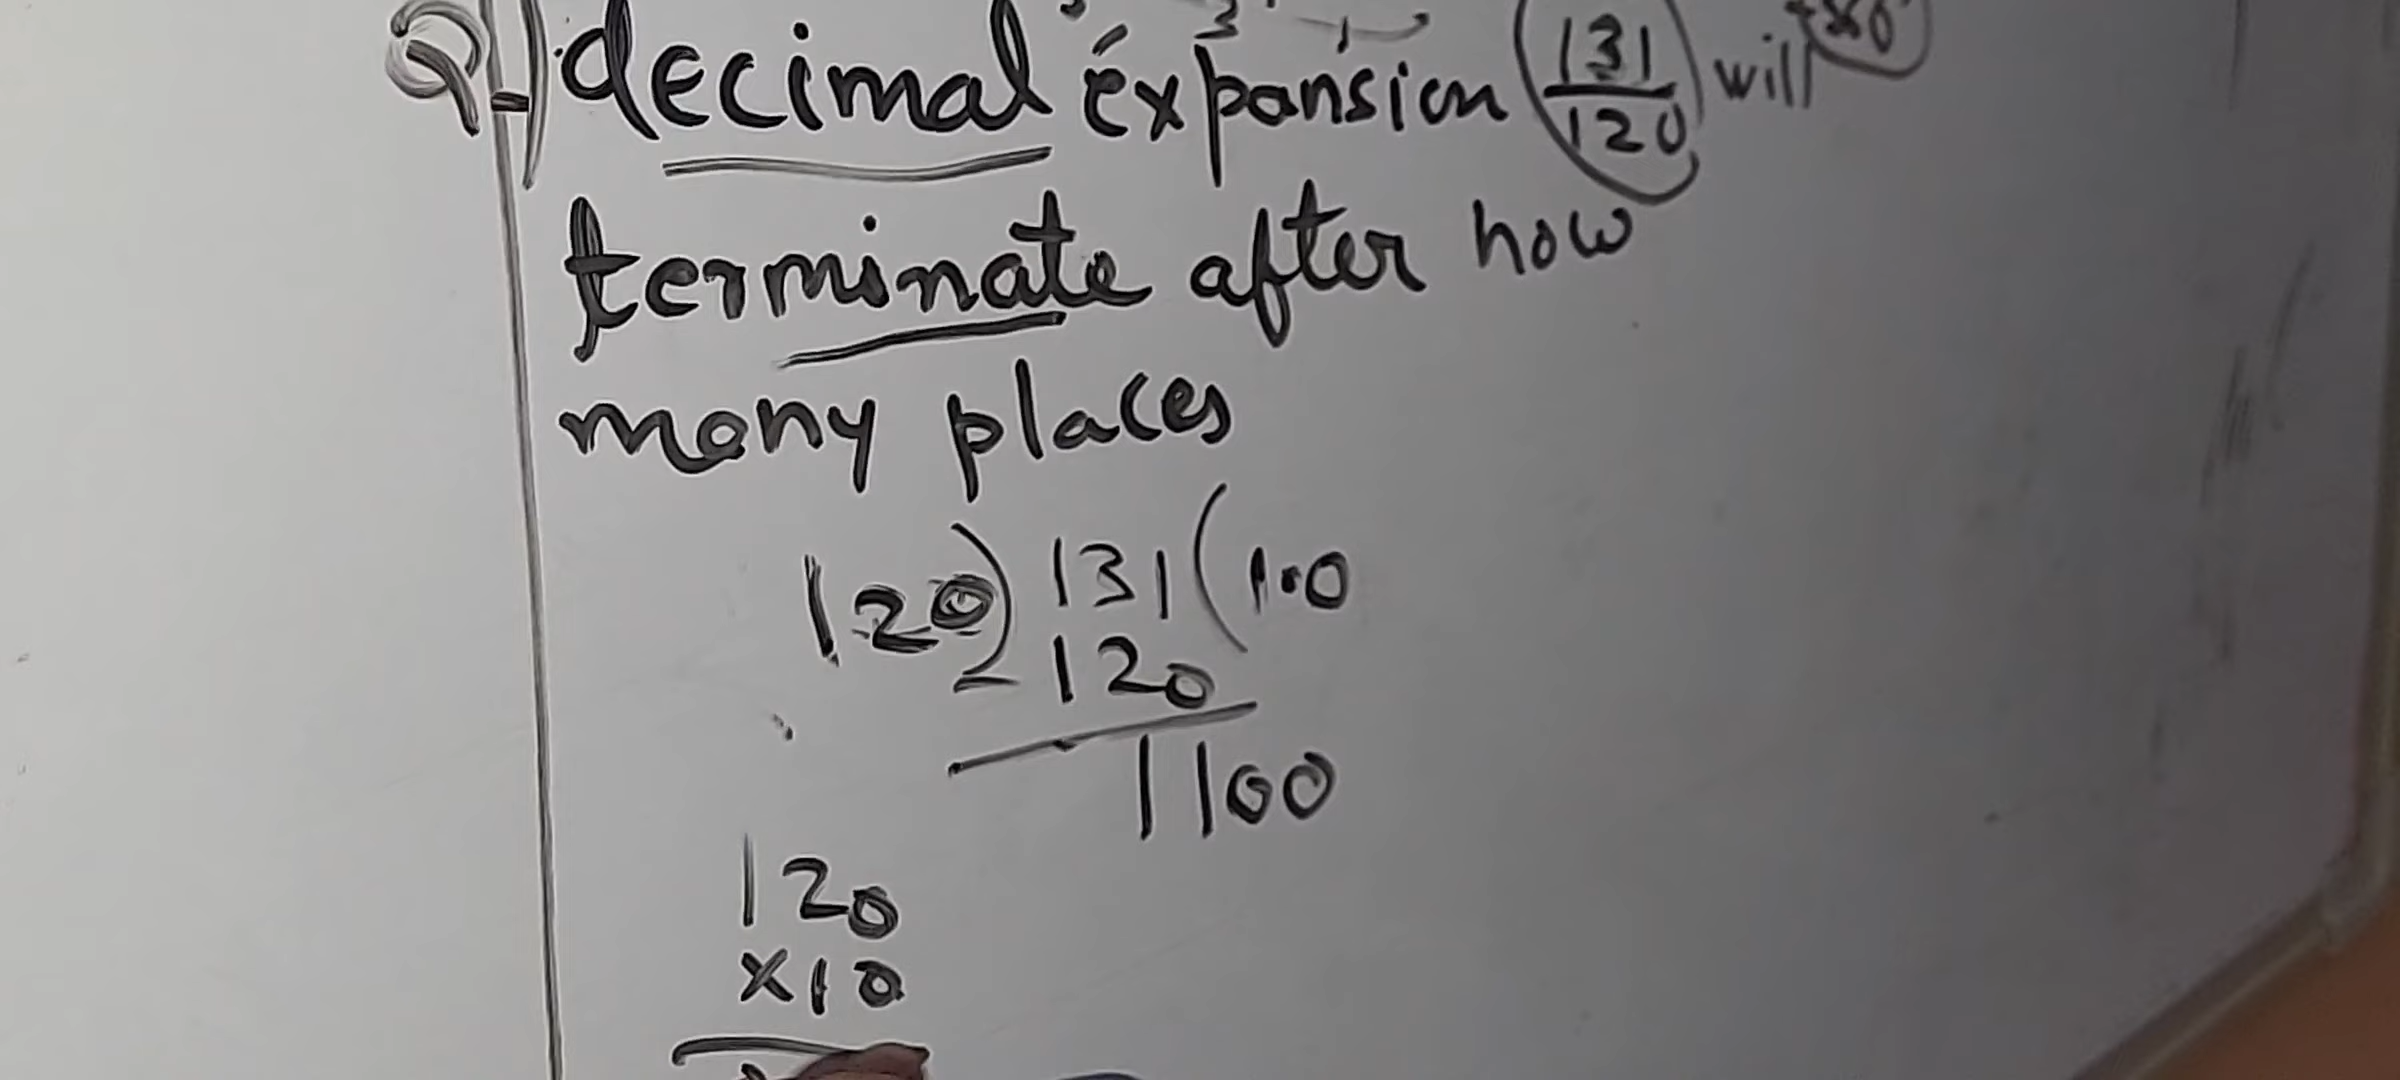 Q-) decimal expansion 131/120 will
terminate after how
many places
120) 131 (1.0
- 120
1100
120
×10